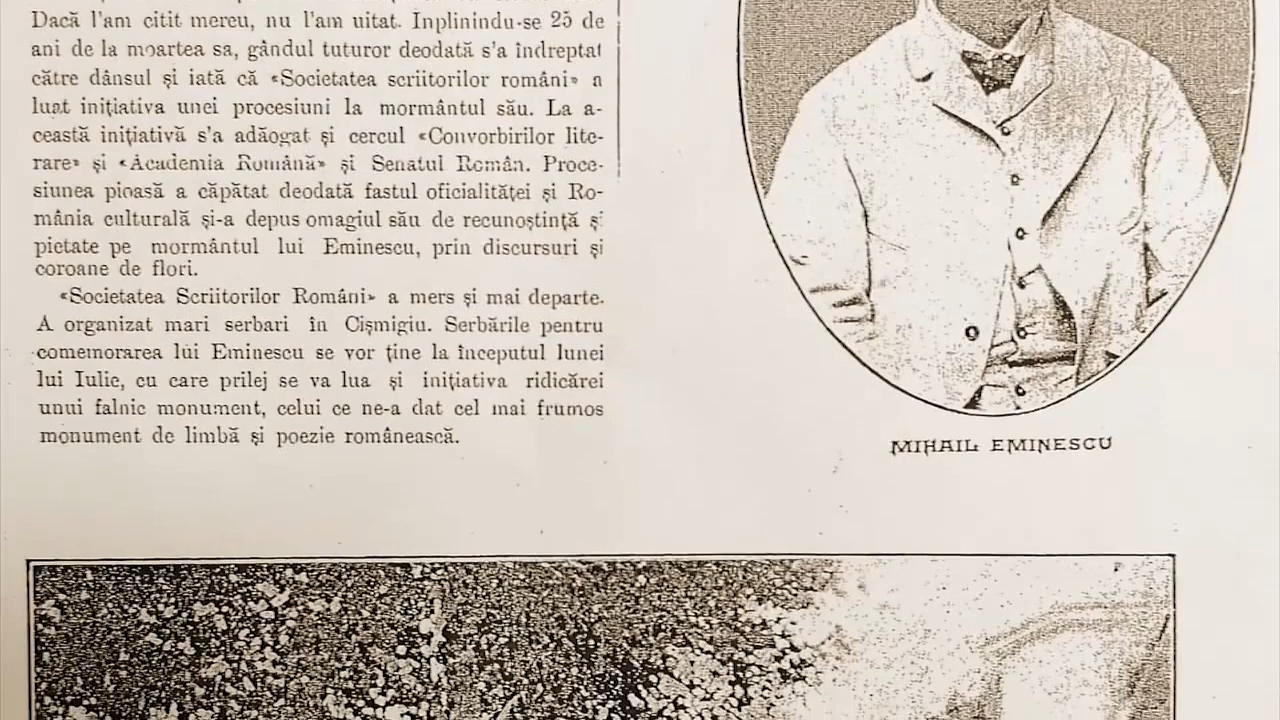 Dacă l'am citit mereu, nu l'am uitat. Inplinindu-se 25 de
ani de la moartea sa, gândul tuturor deodată s'a îndreptat
către dânsul și iată că «Societatea scriitorilor români» a
luat inițiativa unei procesiuni la mormântul său. La a-
ceastă inițiativă s'a adăogat și cercul «Convorbirilor lite-
rare» și «Academia Română» și Senatul Român. Proce-
siunea pioasă a căpătat deodată fastul oficialităței și Ro-
mânia culturală și-a depus omagiul său de recunoștință și
pietate pe mormântul lui Eminescu, prin discursuri și
coroane de flori.
«Societatea Scriitorilor Români» a mers și mai departe.
A organizat mari serbari în Cișmigiu. Serbările pentru
comemorarea lui Eminescu se vor ține la începutul lunei
lui Iulie, cu care prilej se va lua și inițiativa ridicărei
unui falnic monument, celui ce ne-a dat cel mai frumos
monument de limbă și poezie românească.
MIHAIL EMINESCU